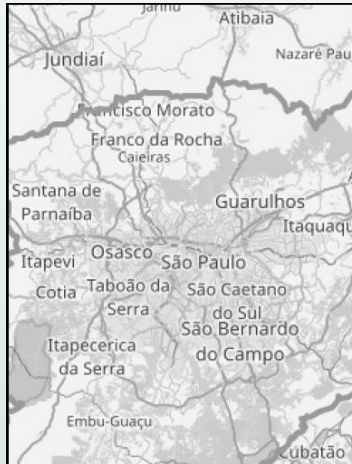 Atibaia
Jundiaí
Nazaré Pau
Francisco Morato
Franco da Rocha
Caieiras
Santana de
Parnaíba
Guarulhos
Itaquaqu
Osasco
São Paulo
Itapevi
Cotia
Taboão da
Serra
São Caetano
do Sul
São Bernardo
do Campo
Itapecerica
da Serra
Embu-Guaçu
Cubatão